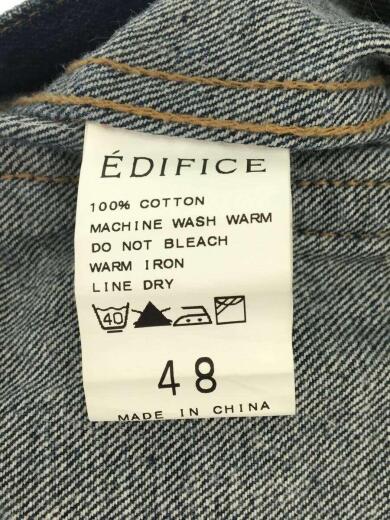 ÉDIFICE
100% COTTON
MACHINE WASH WARM
DO NOT BLEACH
WARM IRON
LINE DRY
40
48
MADE IN CHINA